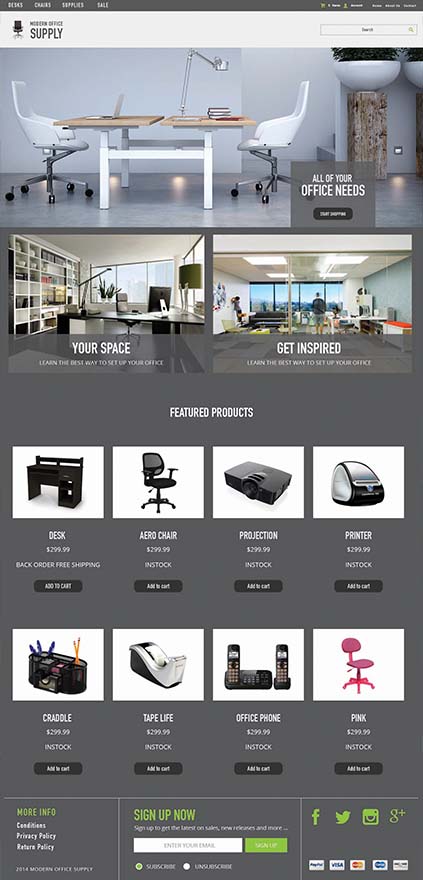 DESKS CHAIRS SUPPLIES SALE 0 Items Account Home About Us Contact
MODERN OFFICE
SUPPLY
Search
ALL OF YOUR
OFFICE NEEDS
START SHOPPING
YOUR SPACE
LEARN THE BEST WAY TO SET UP YOUR OFFICE
GET INSPIRED
LEARN THE BEST WAY TO SET UP YOUR OFFICE
FEATURED PRODUCTS
DESK AERO CHAIR PROJECTION PRINTER
$299.99 $299.99 $299.99 $299.99
BACK ORDER FREE SHIPPING INSTOCK INSTOCK INSTOCK
ADD TO CART Add to cart Add to cart Add to cart
CRADDLE TAPE LIFE OFFICE PHONE PINK
$299.99 $299.99 $299.99 $299.99
INSTOCK INSTOCK INSTOCK INSTOCK
Add to cart Add to cart Add to cart Add to cart
MORE INFO
Conditions
Privacy Policy
Return Policy
2014 MODERN OFFICE SUPPLY
SIGN UP NOW
Sign up to get the latest on sales, new releases and more ...
ENTER YOUR EMAIL SIGN UP
SUBSCRIBE UNSUBSCRIBE
f g+
PayPal VISA